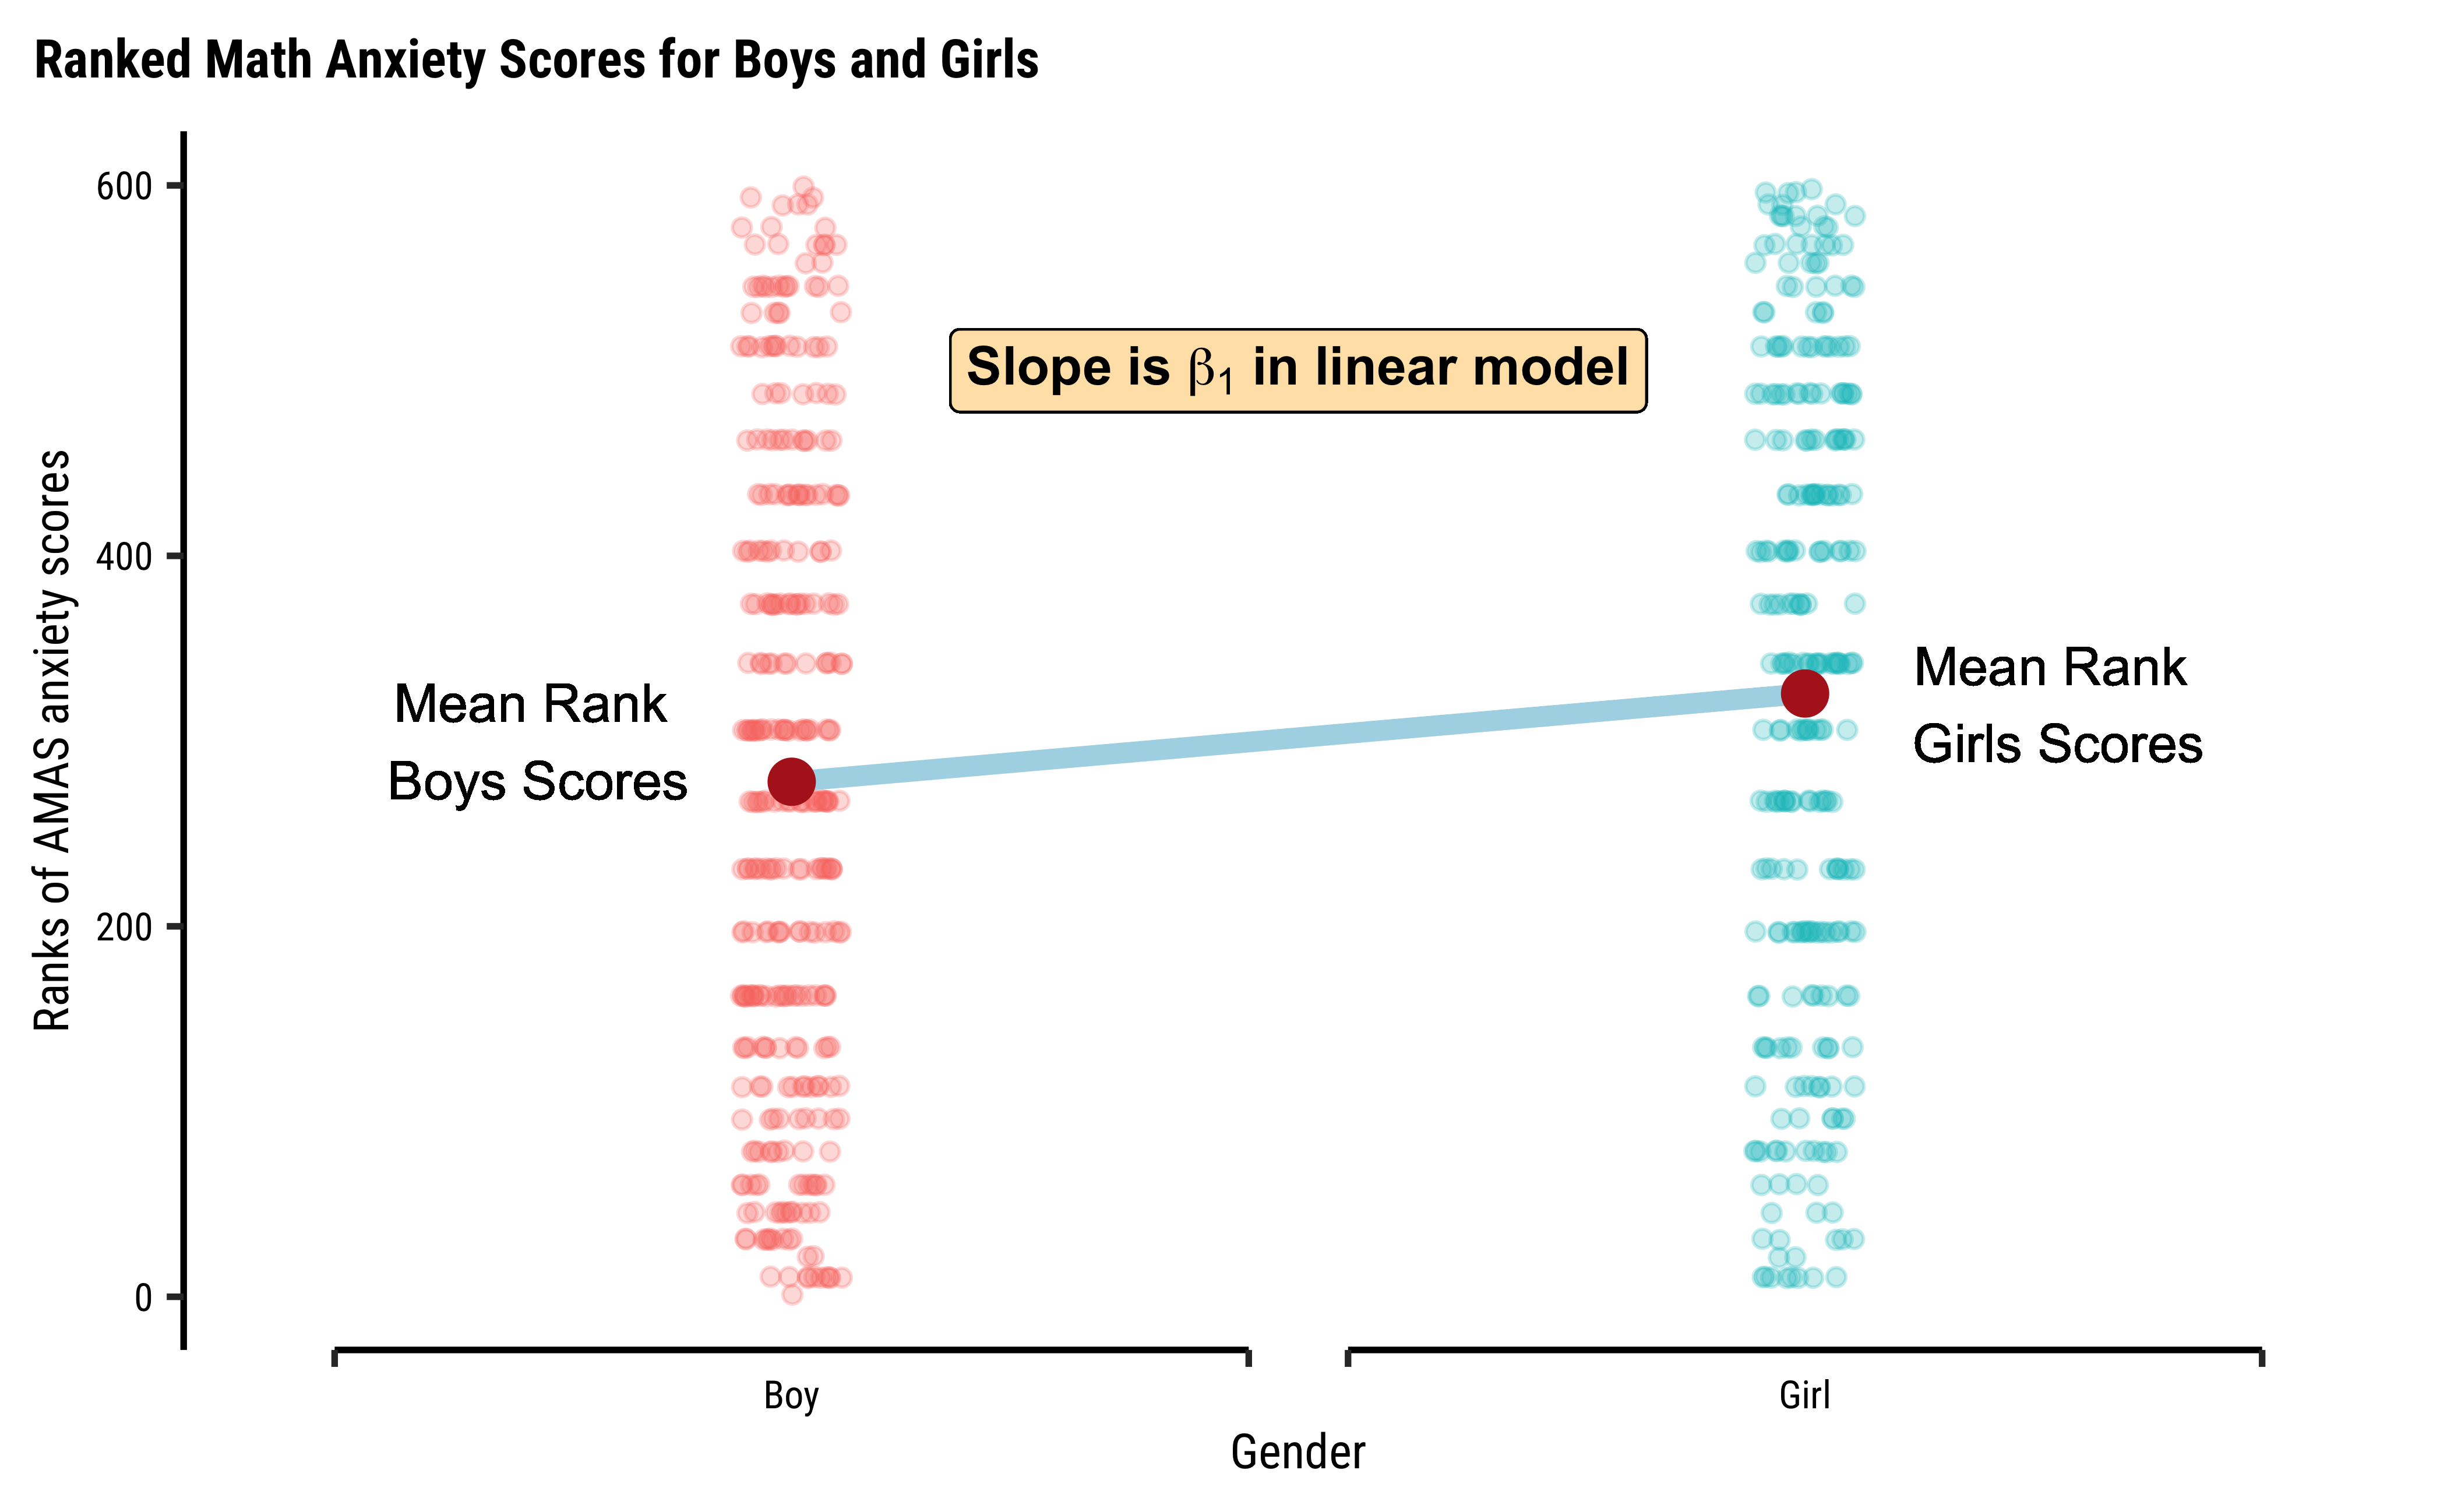 Ranked Math Anxiety Scores for Boys and Girls
Ranks of AMAS anxiety scores
600
400
200
0
Slope is β1 in linear model
Mean Rank
Boys Scores
Mean Rank
Girls Scores
Boy
Girl
Gender